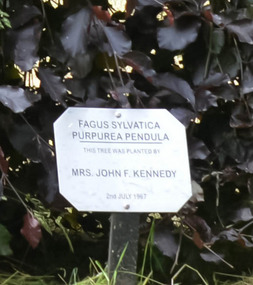 FAGUS SYLVATICA
PURPUREA PENDULA
THIS TREE WAS PLANTED BY
MRS. JOHN F. KENNEDY
2nd JULY 1967